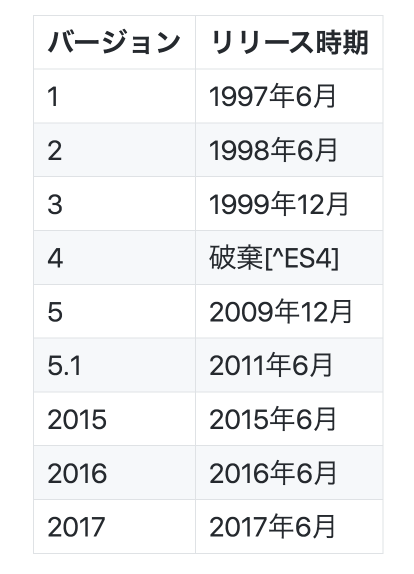 バージョン リリース時期
1 1997年6月
2 1998年6月
3 1999年12月
4 破棄[^ES4]
5 2009年12月
5.1 2011年6月
2015 2015年6月
2016 2016年6月
2017 2017年6月